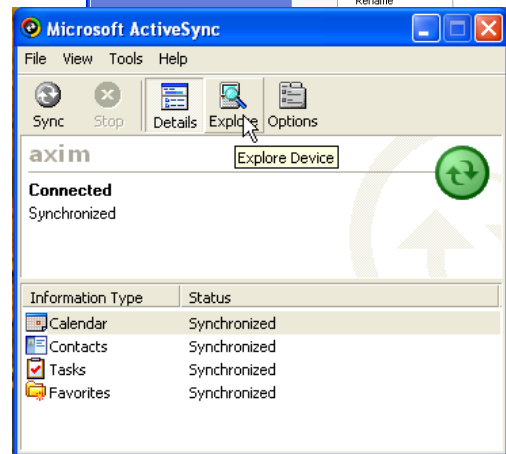 Rename
Microsoft ActiveSync
File View Tools Help
Sync Stop Details Explore Options
Explore Device
axim
Connected
Synchronized
Information Type Status
Calendar Synchronized
Contacts Synchronized
Tasks Synchronized
Favorites Synchronized